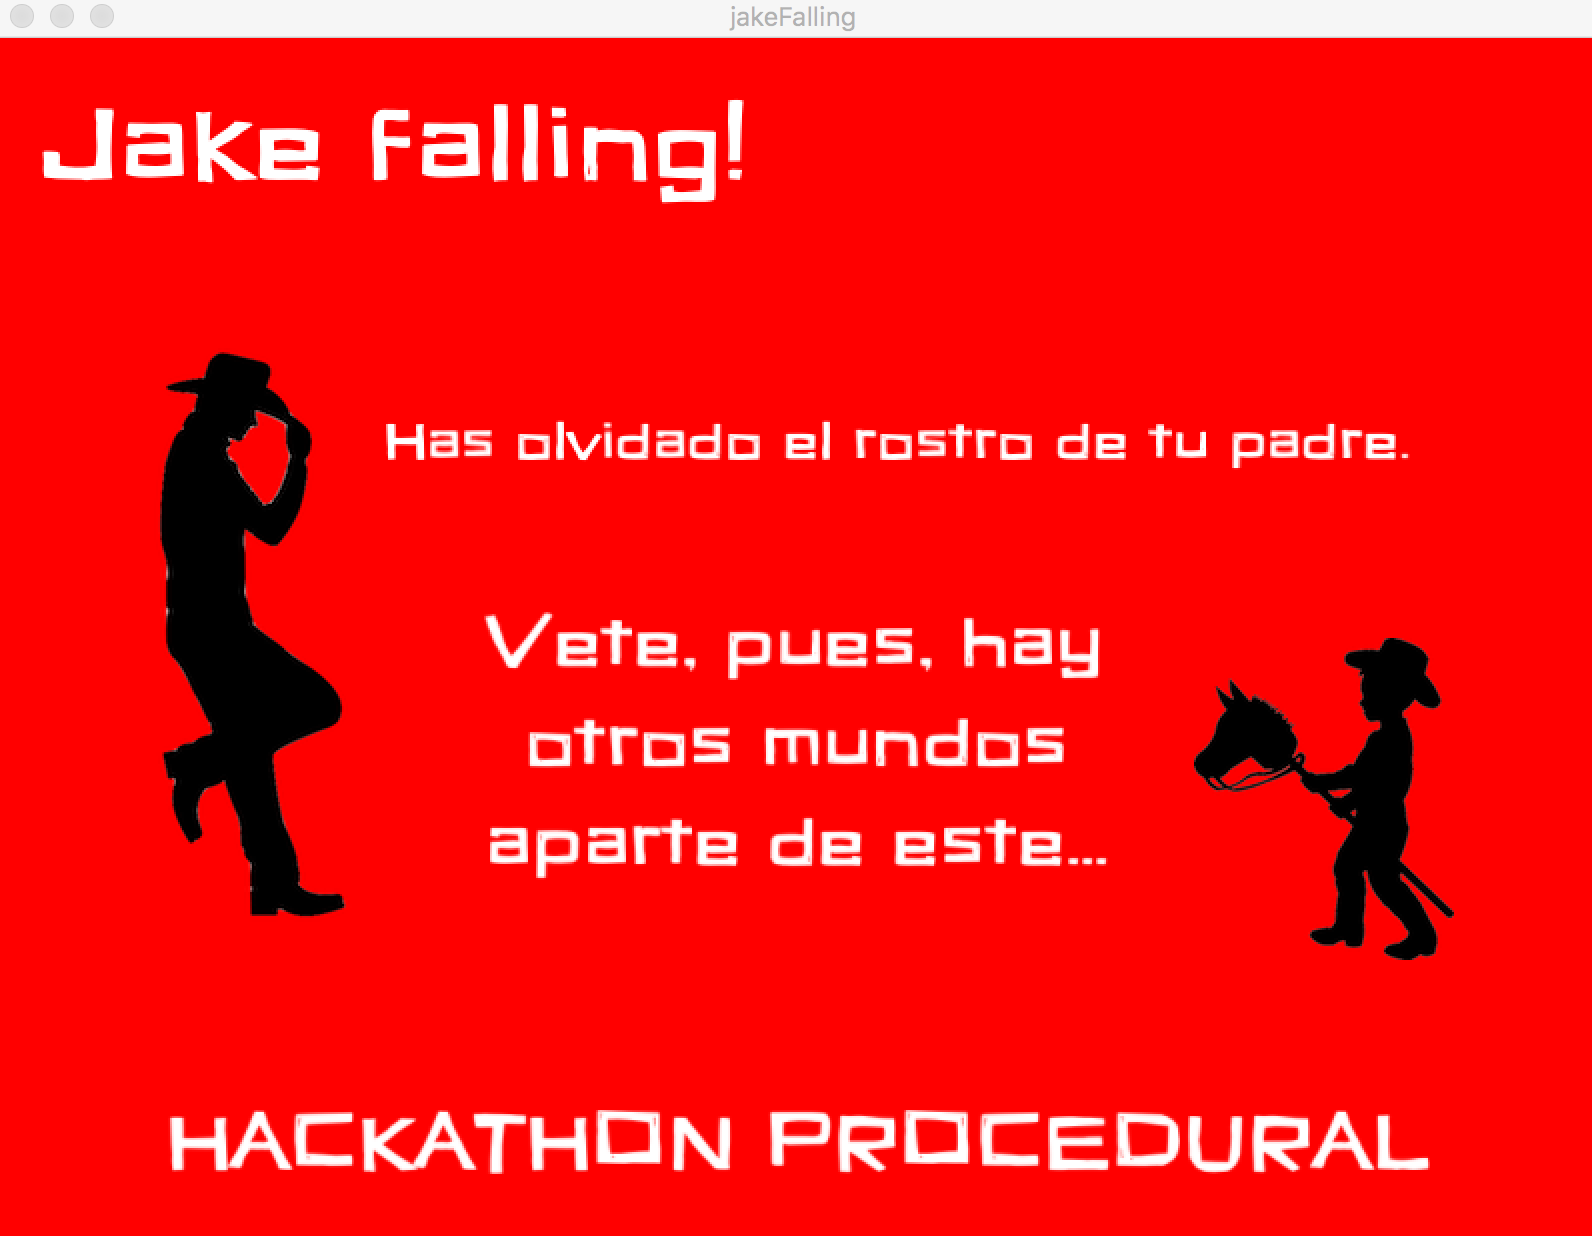 jakeFalling
Jake falling!
Has olvidado el rostro de tu padre.
Vete, pues, hay
otros mundos
aparte de este...
HACKATHON PROCEDURAL